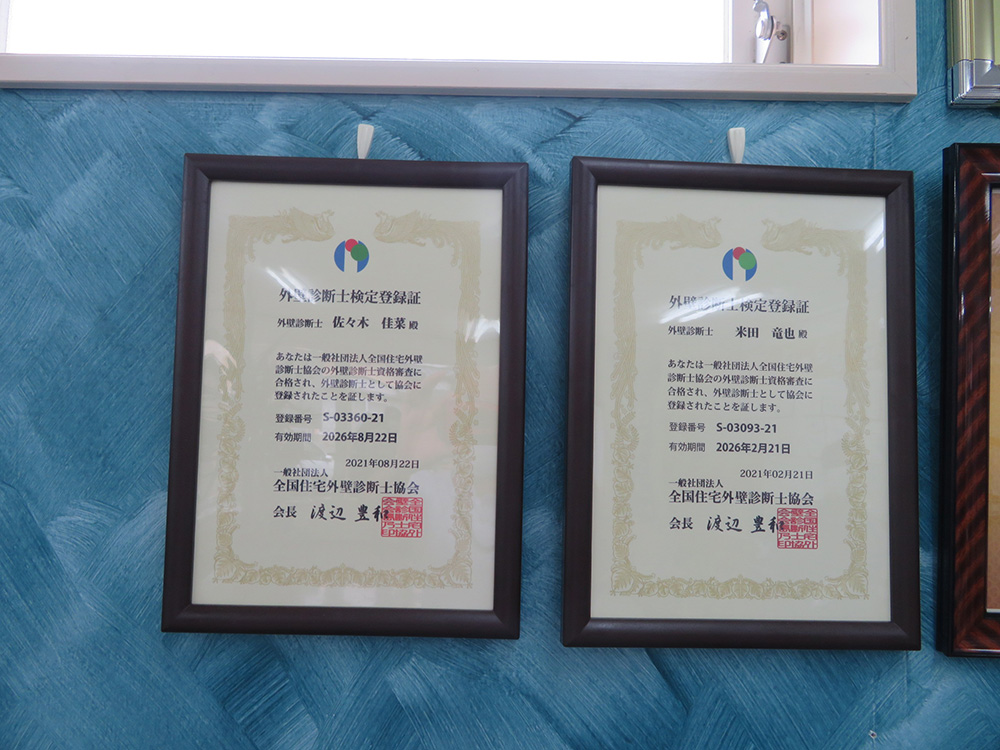 外壁診断士検定登録証
外壁診断士 佐々木 佳菜 殿
あなたは一般社団法人全国住宅外壁
診断士協会の外壁診断士資格審査に
合格され、外壁診断士として協会に
登録されたことを証します。
登録番号 S-03360-21
有効期間 2026年8月22日
2021年08月22日
一般社団法人
全国住宅外壁診断士協会
会長 渡辺 豊和
外壁診断士検定登録証
外壁診断士 米田 竜也 殿
あなたは一般社団法人全国住宅外壁
診断士協会の外壁診断士資格審査に
合格され、外壁診断士として協会に
登録されたことを証します。
登録番号 S-03093-21
有効期間 2026年2月21日
2021年02月21日
一般社団法人
全国住宅外壁診断士協会
会長 渡辺 豊和